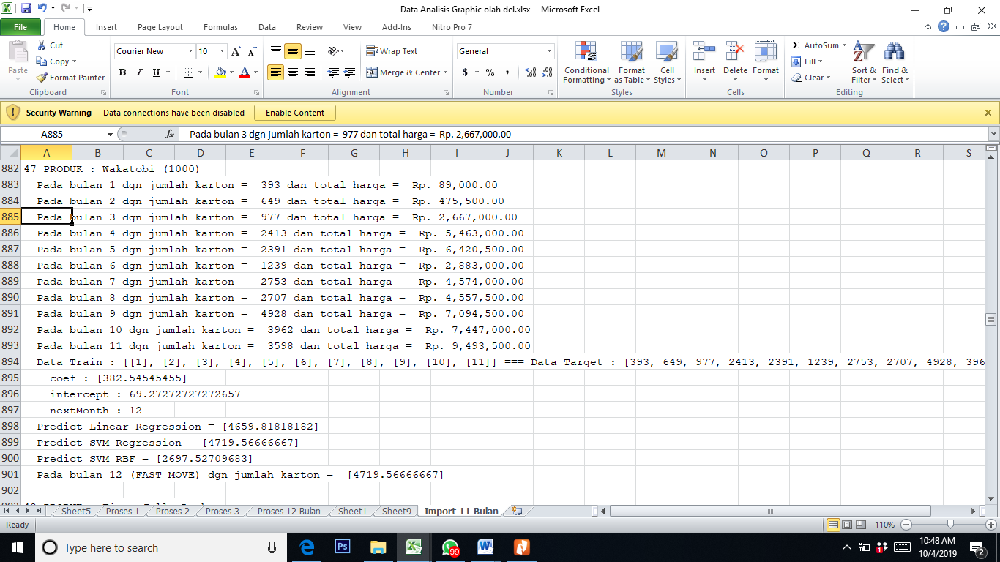 Data Analisis Graphic olah del.xlsx - Microsoft Excel
File Home Insert Page Layout Formulas Data Review View Add-Ins Nitro Pro 7
Paste Cut Copy Format Painter
Courier New 10 A A
B I U A
Wrap Text Merge & Center
General
$ % , .00 .0
Conditional Formatting Format as Table Cell Styles
Insert Delete Format
Σ AutoSum Fill Clear
Sort & Filter Find & Select
Clipboard Font Alignment Number Styles Cells Editing
Security Warning Data connections have been disabled Enable Content
A885 fx Pada bulan 3 dgn jumlah karton = 977 dan total harga = Rp. 2,667,000.00
A B C D E F G H I J K L M N O P Q R S
882 47 PRODUK : Wakatobi (1000)
883 Pada bulan 1 dgn jumlah karton = 393 dan total harga = Rp. 89,000.00
884 Pada bulan 2 dgn jumlah karton = 649 dan total harga = Rp. 475,500.00
885 Pada bulan 3 dgn jumlah karton = 977 dan total harga = Rp. 2,667,000.00
886 Pada bulan 4 dgn jumlah karton = 2413 dan total harga = Rp. 5,463,000.00
887 Pada bulan 5 dgn jumlah karton = 2391 dan total harga = Rp. 6,420,500.00
888 Pada bulan 6 dgn jumlah karton = 1239 dan total harga = Rp. 2,883,000.00
889 Pada bulan 7 dgn jumlah karton = 2753 dan total harga = Rp. 4,574,000.00
890 Pada bulan 8 dgn jumlah karton = 2707 dan total harga = Rp. 4,557,500.00
891 Pada bulan 9 dgn jumlah karton = 4928 dan total harga = Rp. 7,094,500.00
892 Pada bulan 10 dgn jumlah karton = 3962 dan total harga = Rp. 7,447,000.00
893 Pada bulan 11 dgn jumlah karton = 3598 dan total harga = Rp. 9,493,500.00
894 Data Train : [[1], [2], [3], [4], [5], [6], [7], [8], [9], [10], [11]] === Data Target : [393, 649, 977, 2413, 2391, 1239, 2753, 2707, 4928, 396
895 coef : [382.54545455]
896 intercept : 69.27272727272657
897 nextMonth : 12
898 Predict Linear Regression = [4659.81818182]
899 Predict SVM Regression = [4719.56666667]
900 Predict SVM RBF = [2697.52709683]
901 Pada bulan 12 (FAST MOVE) dgn jumlah karton = [4719.56666667]
902
Sheet5 Proses 1 Proses 2 Proses 3 Proses 12 Bulan Sheet1 Sheet9 Import 11 Bulan
Ready 110%
Type here to search Ps 99 10:48 AM
10/4/2019 2